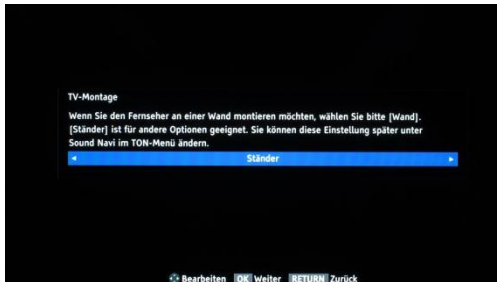 TV-Montage
Wenn Sie den Fernseher an einer Wand montieren möchten, wählen Sie bitte [Wand].
[Ständer] ist für andere Optionen geeignet. Sie können diese Einstellung später unter
Sound Navi im TON-Menü ändern.
Ständer
Bearbeiten OK Weiter RETURN Zurück